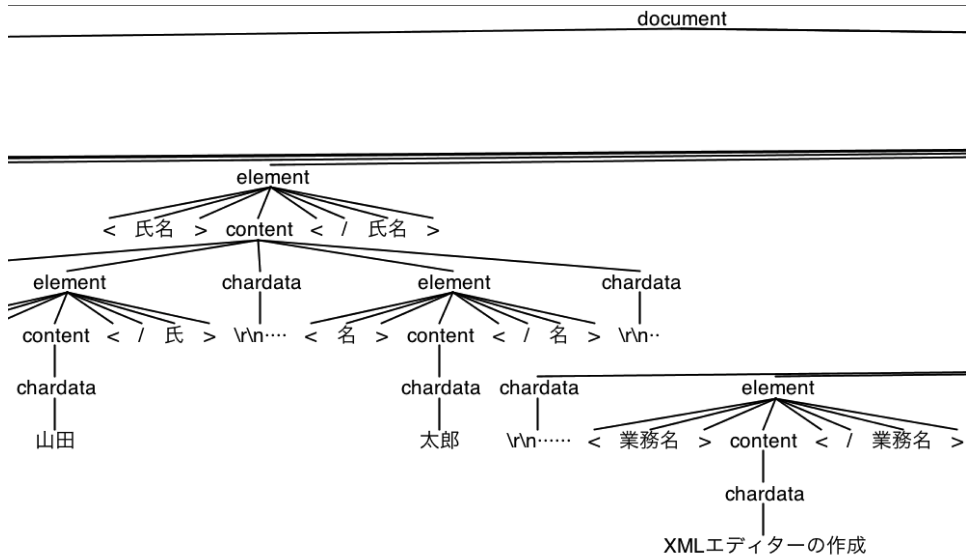 document
element
< 氏名 > content < / 氏名 >
element chardata element chardata
content < / 氏 > \r\n···· < 名 > content < / 名 > \r\n··
chardata chardata chardata element
山田 太郎 \r\n······ < 業務名 > content < / 業務名 >
chardata
XMLエディターの作成